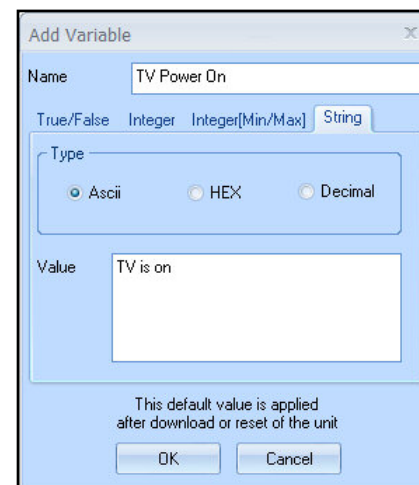 Add Variable
Name TV Power On
True/False Integer Integer[Min/Max] String
Type
Ascii HEX Decimal
Value TV is on
This default value is applied
after download or reset of the unit
OK Cancel